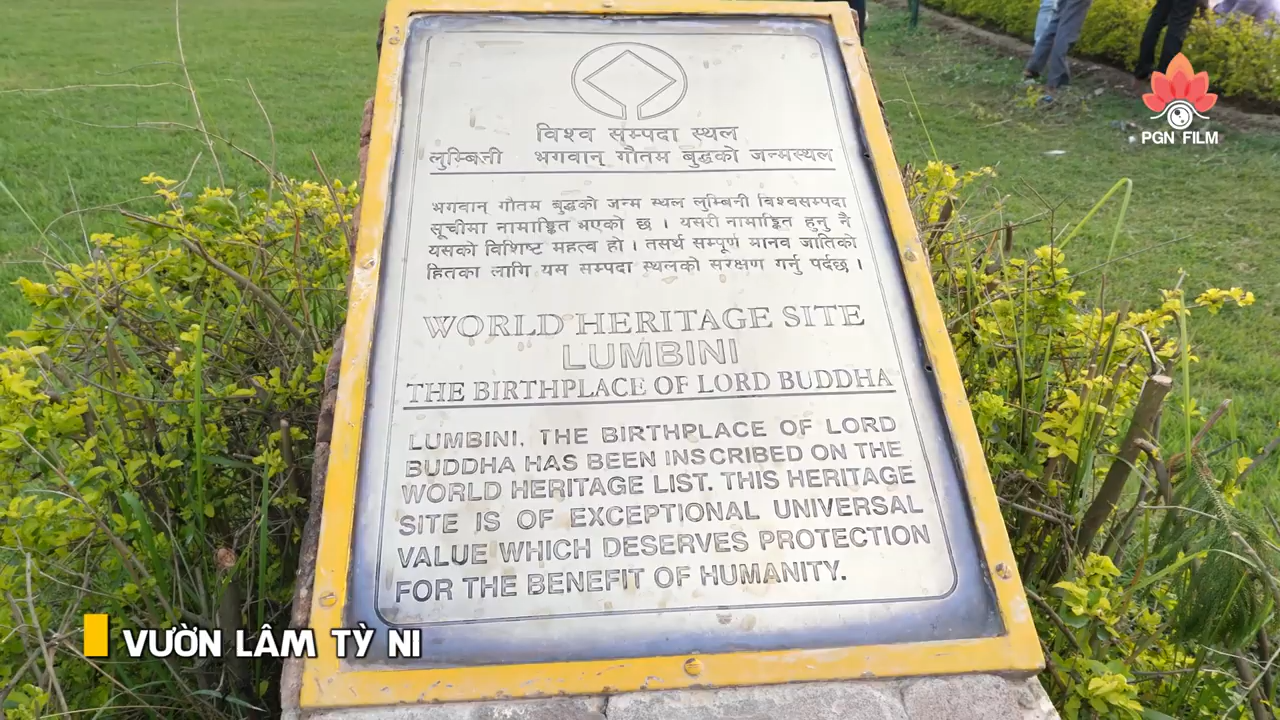 विश्व सम्पदा स्थल
लुम्बिनी भगवान् गौतम बुद्धको जन्मस्थल
भगवान् गौतम बुद्धको जन्म स्थल लुम्बिनी विश्वसम्पदा
सूचीमा नामाङ्कित भएको छ । यसरी नामाङ्कित हुनु नै
यसको विशिष्ट महत्व हो । तसर्थ सम्पूर्ण मानव जातिको
हितका लागि यस सम्पदा स्थलको संरक्षण गर्नु पर्दछ ।
WORLD HERITAGE SITE
LUMBINI
THE BIRTHPLACE OF LORD BUDDHA
LUMBINI, THE BIRTHPLACE OF LORD
BUDDHA HAS BEEN INSCRIBED ON THE
WORLD HERITAGE LIST. THIS HERITAGE
SITE IS OF EXCEPTIONAL UNIVERSAL
VALUE WHICH DESERVES PROTECTION
FOR THE BENEFIT OF HUMANITY.
PGN FILM
VƯỜN LÂM TỲ NI